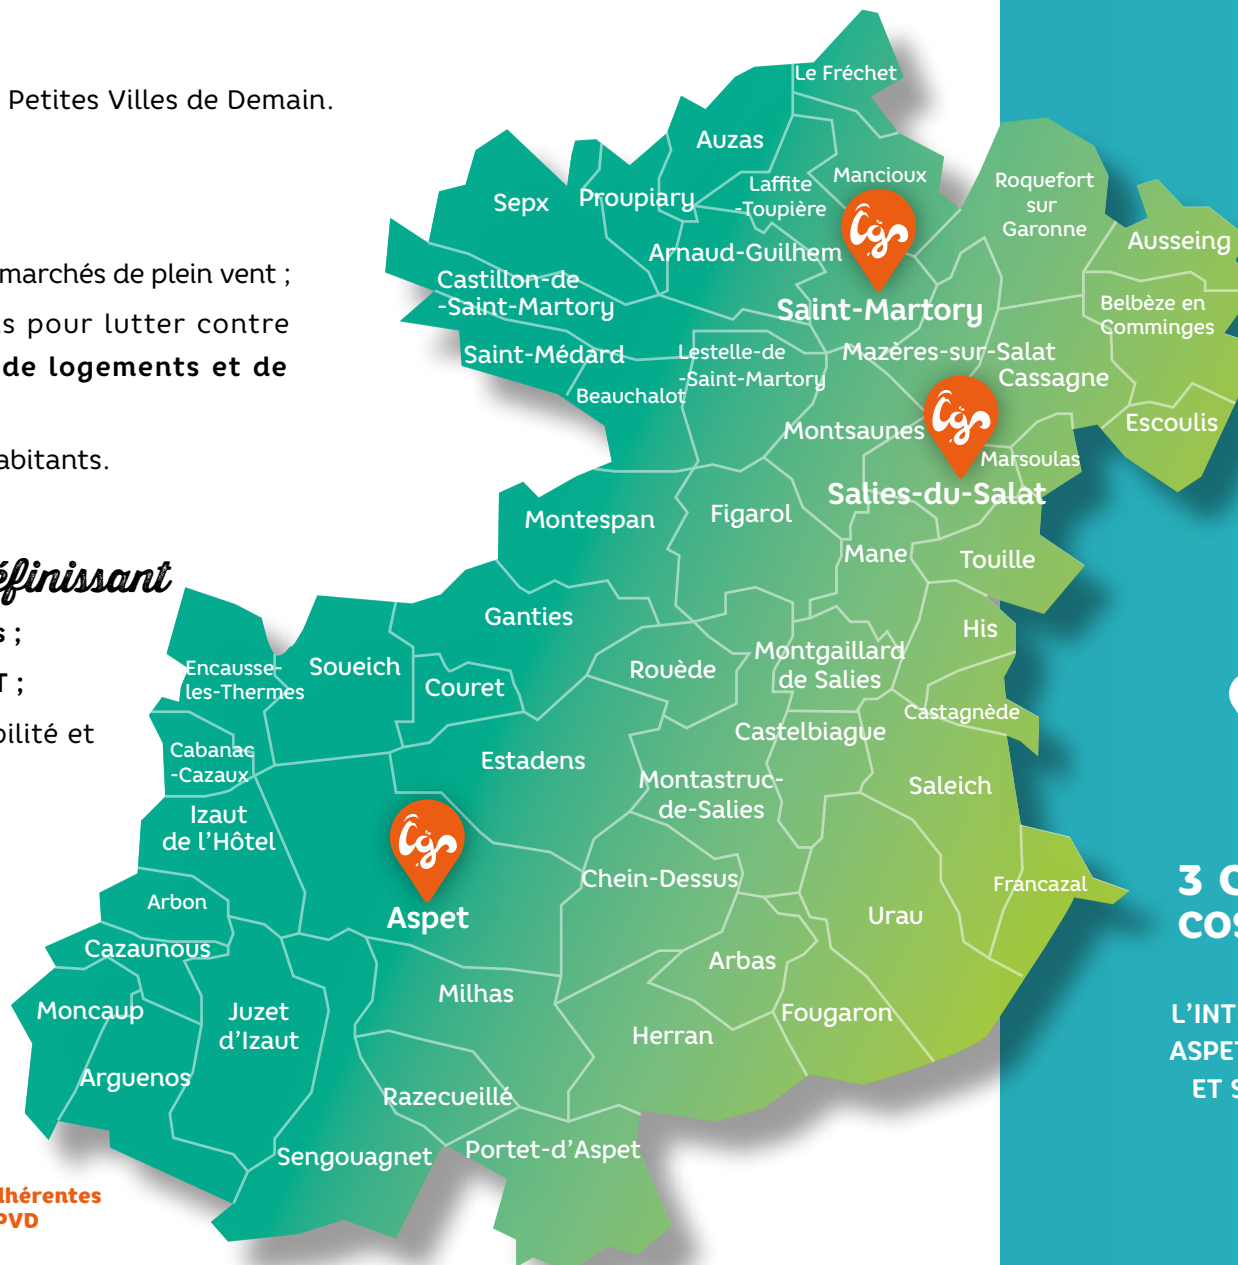 Petites Villes de Demain.
marchés de plein vent ;
s pour lutter contre
de logements et de
abitants.
éfinissant
s ;
T ;
bilité et
lhérentes
PVD
Le Fréchet
Auzas
Mancioux
Laffite
-Toupière
Roquefort
sur
Garonne
Sepx
Proupiary
Ausseing
Arnaud-Guilhem
Castillon-de-
-Saint-Martory
Saint-Martory
Belbèze en
Comminges
Saint-Médard
Lestelle-de
-Saint-Martory
Mazères-sur-Salat
Cassagne
Beauchalot
Escoulis
Montsaunes
Marsoulas
Salies-du-Salat
Montespan
Figarol
Mane
Touille
Ganties
His
Encausse-
les-Thermes
Soueich
Couret
Rouède
Montgaillard
de Salies
Castagnède
Cabanac
-Cazaux
Estadens
Castelbiague
Montastruc-
de-Salies
Saleich
Izaut
de l'Hôtel
Chein-Dessus
Francazal
Arbon
Aspet
Urau
Cazaunous
Arbas
Moncaup
Juzet
d'Izaut
Milhas
Fougaron
Herran
Arguenos
Razecueillé
Sengouagnet
Portet-d'Aspet
3 C
COS
L'INT
ASPET
ET S